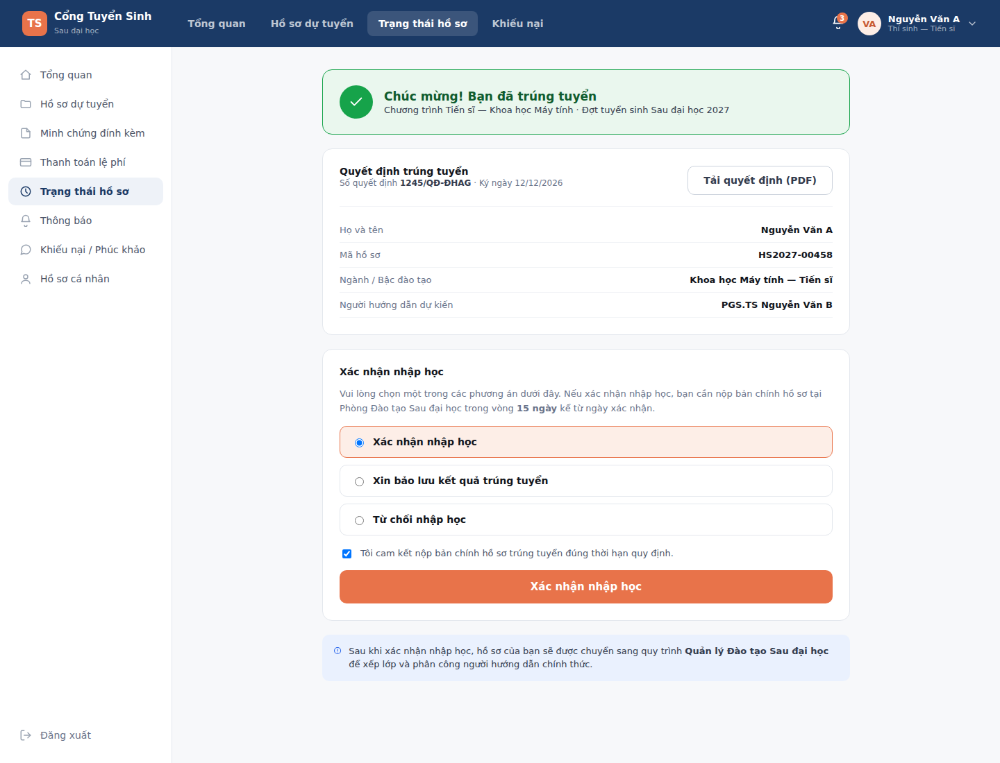 TS
Cổng Tuyển Sinh
Sau đại học
Tổng quan
Hồ sơ dự tuyển
Trạng thái hồ sơ
Khiếu nại
3
VA
Nguyễn Văn A
Thí sinh — Tiến sĩ
Tổng quan
Hồ sơ dự tuyển
Minh chứng đính kèm
Thanh toán lệ phí
Trạng thái hồ sơ
Thông báo
Khiếu nại / Phúc khảo
Hồ sơ cá nhân
Đăng xuất
Chúc mừng! Bạn đã trúng tuyển
Chương trình Tiến sĩ — Khoa học Máy tính · Đợt tuyển sinh Sau đại học 2027
Quyết định trúng tuyển
Số quyết định 1245/QĐ-ĐHAG · Ký ngày 12/12/2026
Tải quyết định (PDF)
Họ và tên
Nguyễn Văn A
Mã hồ sơ
HS2027-00458
Ngành / Bậc đào tạo
Khoa học Máy tính — Tiến sĩ
Người hướng dẫn dự kiến
PGS.TS Nguyễn Văn B
Xác nhận nhập học
Vui lòng chọn một trong các phương án dưới đây. Nếu xác nhận nhập học, bạn cần nộp bản chính hồ sơ tại
Phòng Đào tạo Sau đại học trong vòng 15 ngày kể từ ngày xác nhận.
Xác nhận nhập học
Xin bảo lưu kết quả trúng tuyển
Từ chối nhập học
Tôi cam kết nộp bản chính hồ sơ trúng tuyển đúng thời hạn quy định.
Xác nhận nhập học
Sau khi xác nhận nhập học, hồ sơ của bạn sẽ được chuyển sang quy trình Quản lý Đào tạo Sau đại học
để xếp lớp và phân công người hướng dẫn chính thức.